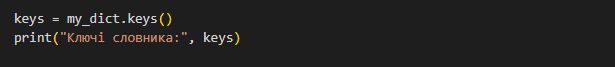 keys = my_dict.keys()
print("Ключі словника:", keys)